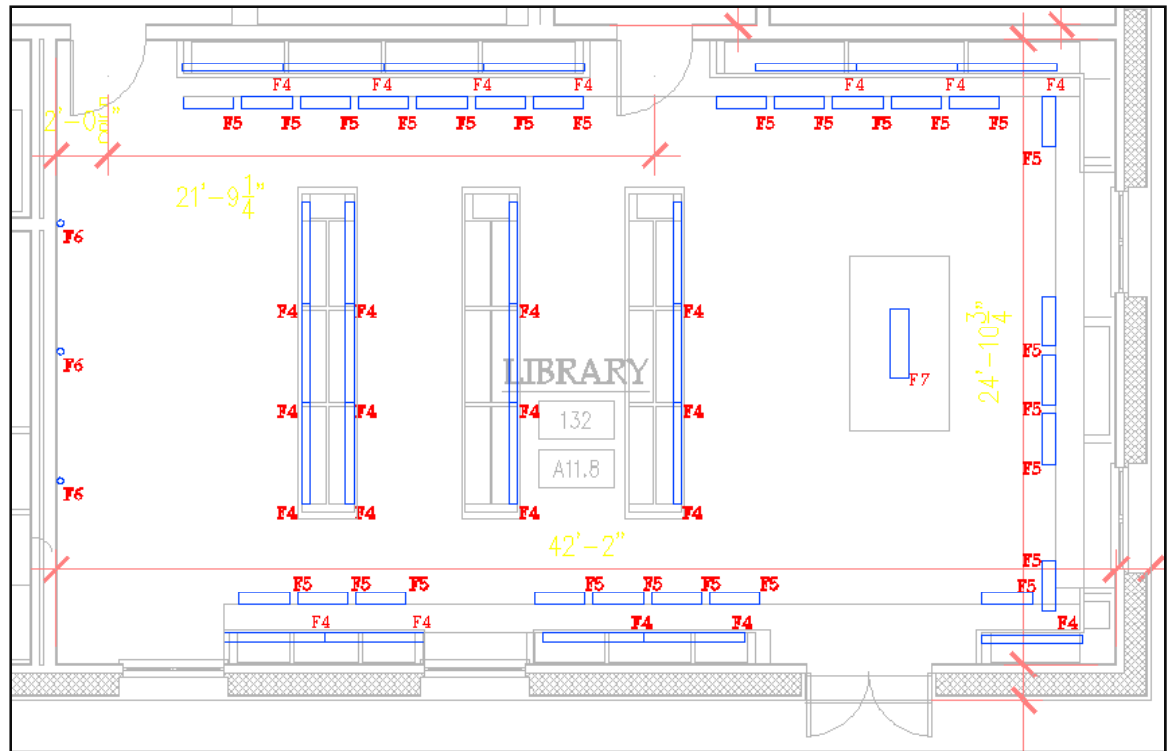 F4 F4 F4 F4 F4 F4 F4
F5 F5 F5 F5 F5 F5 F5 F5 F5 F5 F5 F5
2'-0"
F5
21'-9 1/4"
F6
F4 F4 F4 F4
24'-10 3/4"
F5
F6
LIBRARY
F7
F5
F4 F4 F4 F4
132
A11.8
F5
F6
F4 F4 F4 F4
42'-2"
F5
F5 F5 F5 F5 F5 F5 F5 F5
F4 F4 F4 F4 F4